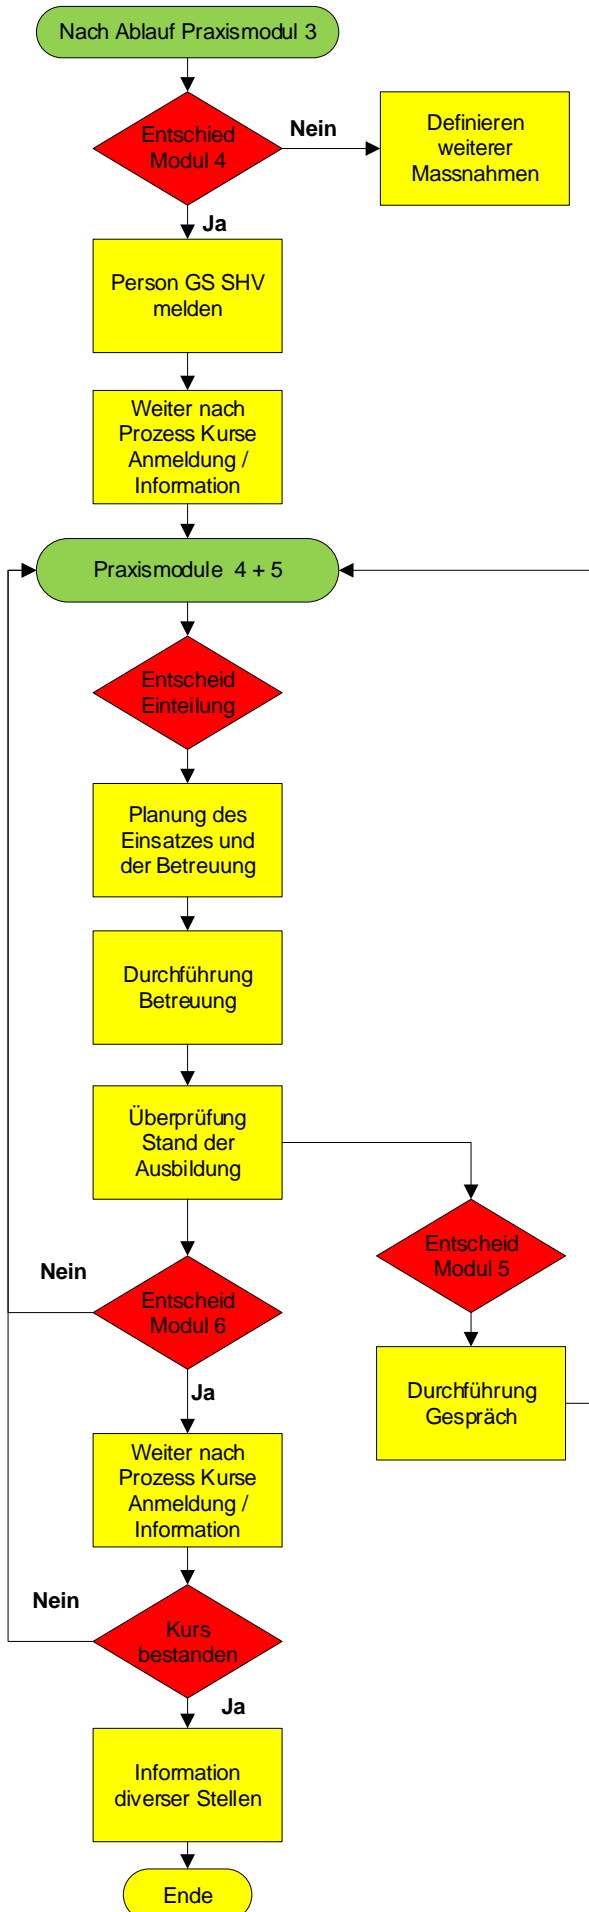 Nach Ablauf Praxismodul 3
Entschied
Modul 4
Nein
Definieren
weiterer
Massnahmen
Ja
Person GS SHV
melden
Weiter nach
Prozess Kurse
Anmeldung /
Information
Praxismodule 4 + 5
Entscheid
Einteilung
Planung des
Einsatzes und
der Betreuung
Durchführung
Betreuung
Überprüfung
Stand der
Ausbildung
Entscheid
Modul 5
Nein
Entscheid
Modul 6
Durchführung
Gespräch
Ja
Weiter nach
Prozess Kurse
Anmeldung /
Information
Nein
Kurs
bestanden
Ja
Information
diverser Stellen
Ende